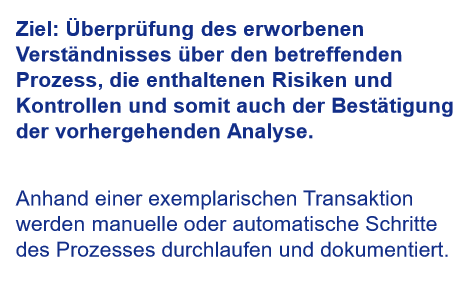 Ziel: Überprüfung des erworbenen
Verständnisses über den betreffenden
Prozess, die enthaltenen Risiken und
Kontrollen und somit auch der Bestätigung
der vorhergehenden Analyse.
Anhand einer exemplarischen Transaktion
werden manuelle oder automatische Schritte
des Prozesses durchlaufen und dokumentiert.